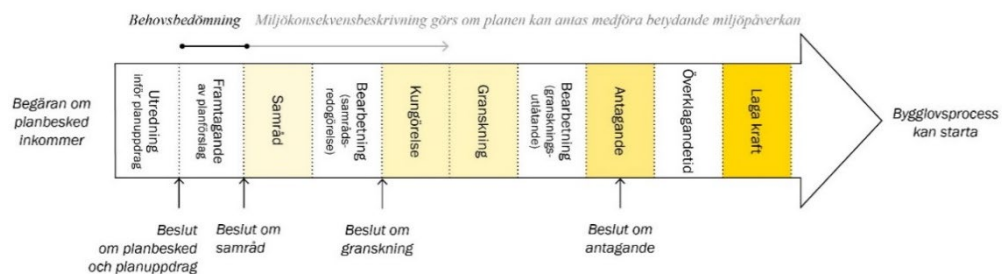 Behovsbedömning
Miljökonsekvensbeskrivning görs om planen kan antas medföra betydande miljöpåverkan
Begäran om
planbesked
inkommer
Utredning
inför planuppdrag
Framtagande
av planförslag
Samråd
Bearbetning
(samråds-
redogörelse)
Kungörelse
Granskning
Bearbetning
(gransknings-
utlåtande)
Antagande
Överklagandetid
Laga kraft
Bygglovsprocess
kan starta
Beslut
om planbesked
och planuppdrag
Beslut om
samråd
Beslut om
granskning
Beslut om
antagande